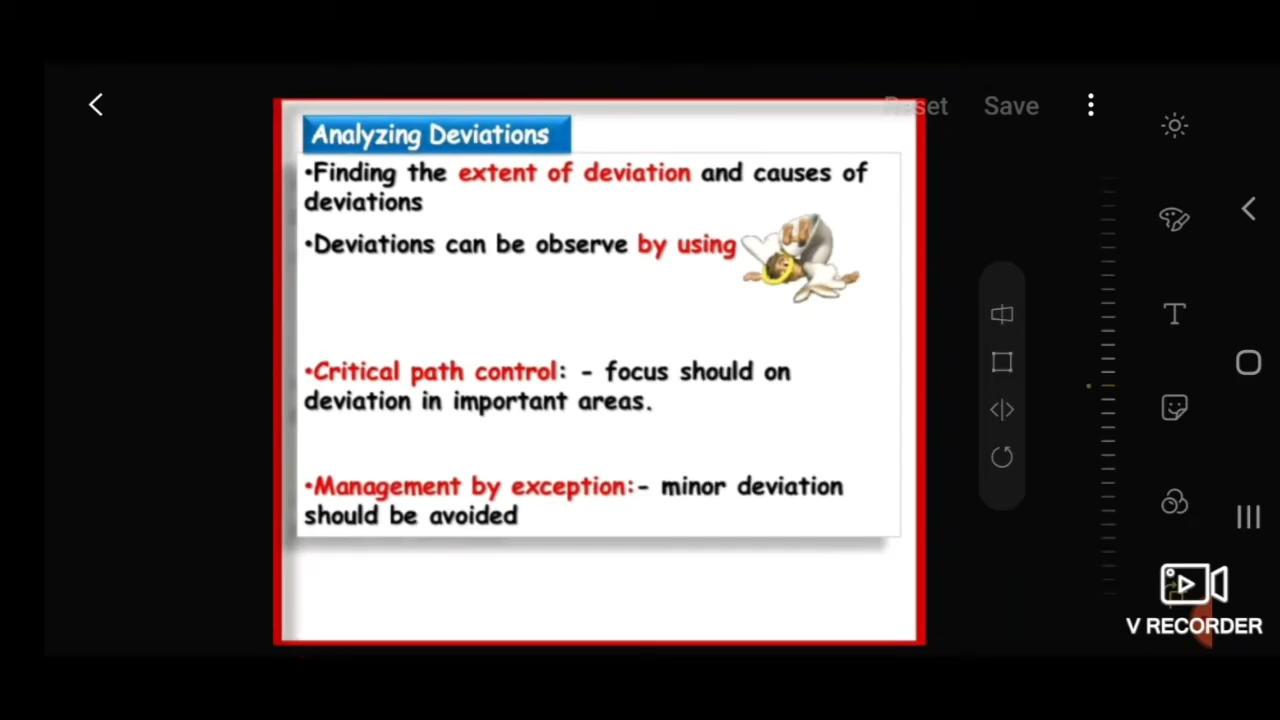 Reset Save
Analyzing Deviations
•Finding the extent of deviation and causes of
deviations
•Deviations can be observe by using
•Critical path control: - focus should on
deviation in important areas.
•Management by exception:- minor deviation
should be avoided
V RECORDER